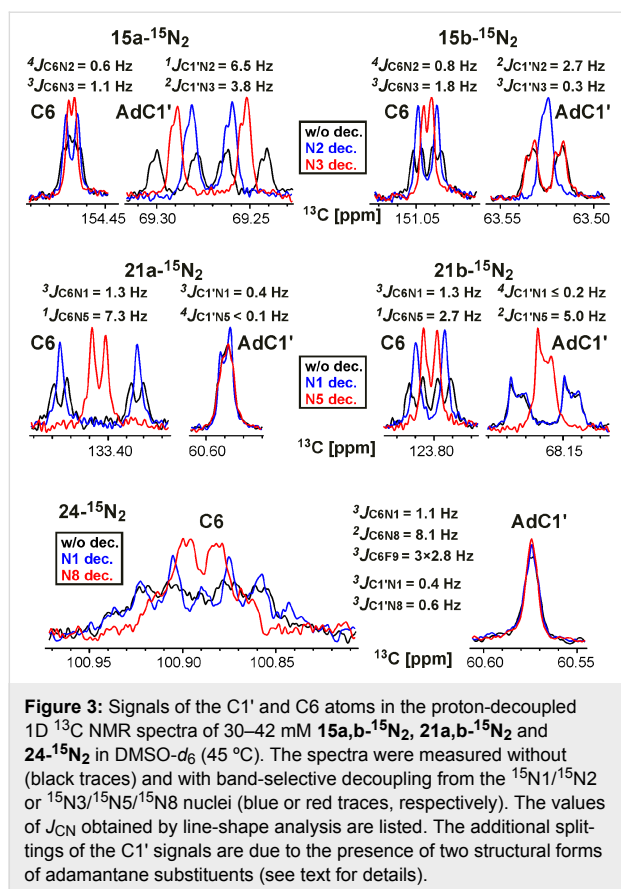 15a-¹⁵N₂
15b-¹⁵N₂
⁴JC6N2 = 0.6 Hz
¹JC1'N2 = 6.5 Hz
⁴JC6N2 = 0.8 Hz
²JC1'N2 = 2.7 Hz
³JC6N3 = 1.1 Hz
²JC1'N3 = 3.8 Hz
³JC6N3 = 1.8 Hz
³JC1'N3 = 0.3 Hz
C6
AdC1'
C6
AdC1'
w/o dec.
N2 dec.
N3 dec.
154.45
69.30
69.25
¹³C [ppm]
151.05
63.55
63.50
21a-¹⁵N₂
21b-¹⁵N₂
³JC6N1 = 1.3 Hz
³JC1'N1 = 0.4 Hz
³JC6N1 = 1.3 Hz
⁴JC1'N1 ≤ 0.2 Hz
¹JC6N5 = 7.3 Hz
⁴JC1'N5 < 0.1 Hz
¹JC6N5 = 2.7 Hz
²JC1'N5 = 5.0 Hz
C6
AdC1'
C6
AdC1'
w/o dec.
N1 dec.
N5 dec.
133.40
60.60
¹³C [ppm]
123.80
68.15
24-¹⁵N₂
C6
AdC1'
w/o dec.
N1 dec.
N8 dec.
³JC6N1 = 1.1 Hz
²JC6N8 = 8.1 Hz
³JC6F9 = 3×2.8 Hz
³JC1'N1 = 0.4 Hz
³JC1'N8 = 0.6 Hz
100.95
100.90
100.85
¹³C [ppm]
60.60
60.55
Figure 3: Signals of the C1' and C6 atoms in the proton-decoupled
1D ¹³C NMR spectra of 30–42 mM 15a,b-¹⁵N₂, 21a,b-¹⁵N₂ and
24-¹⁵N₂ in DMSO-d₆ (45 ºC). The spectra were measured without
(black traces) and with band-selective decoupling from the ¹⁵N1/¹⁵N2
or ¹⁵N3/¹⁵N5/¹⁵N8 nuclei (blue or red traces, respectively). The values
of JCN obtained by line-shape analysis are listed. The additional split-
tings of the C1' signals are due to the presence of two structural forms
of adamantane substituents (see text for details).